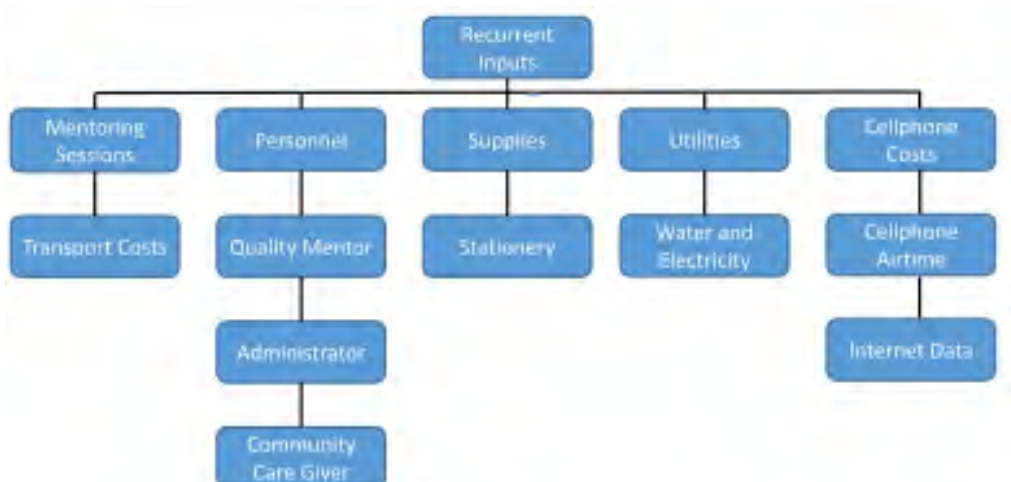 Recurrent
Inputs
Mentoring
Sessions
Personnel
Supplies
Utilities
Cellphone
Costs
Transport Costs
Quality Mentor
Stationery
Water and
Electricity
Cellphone
Airtime
Administrator
Internet Data
Community
Care Giver